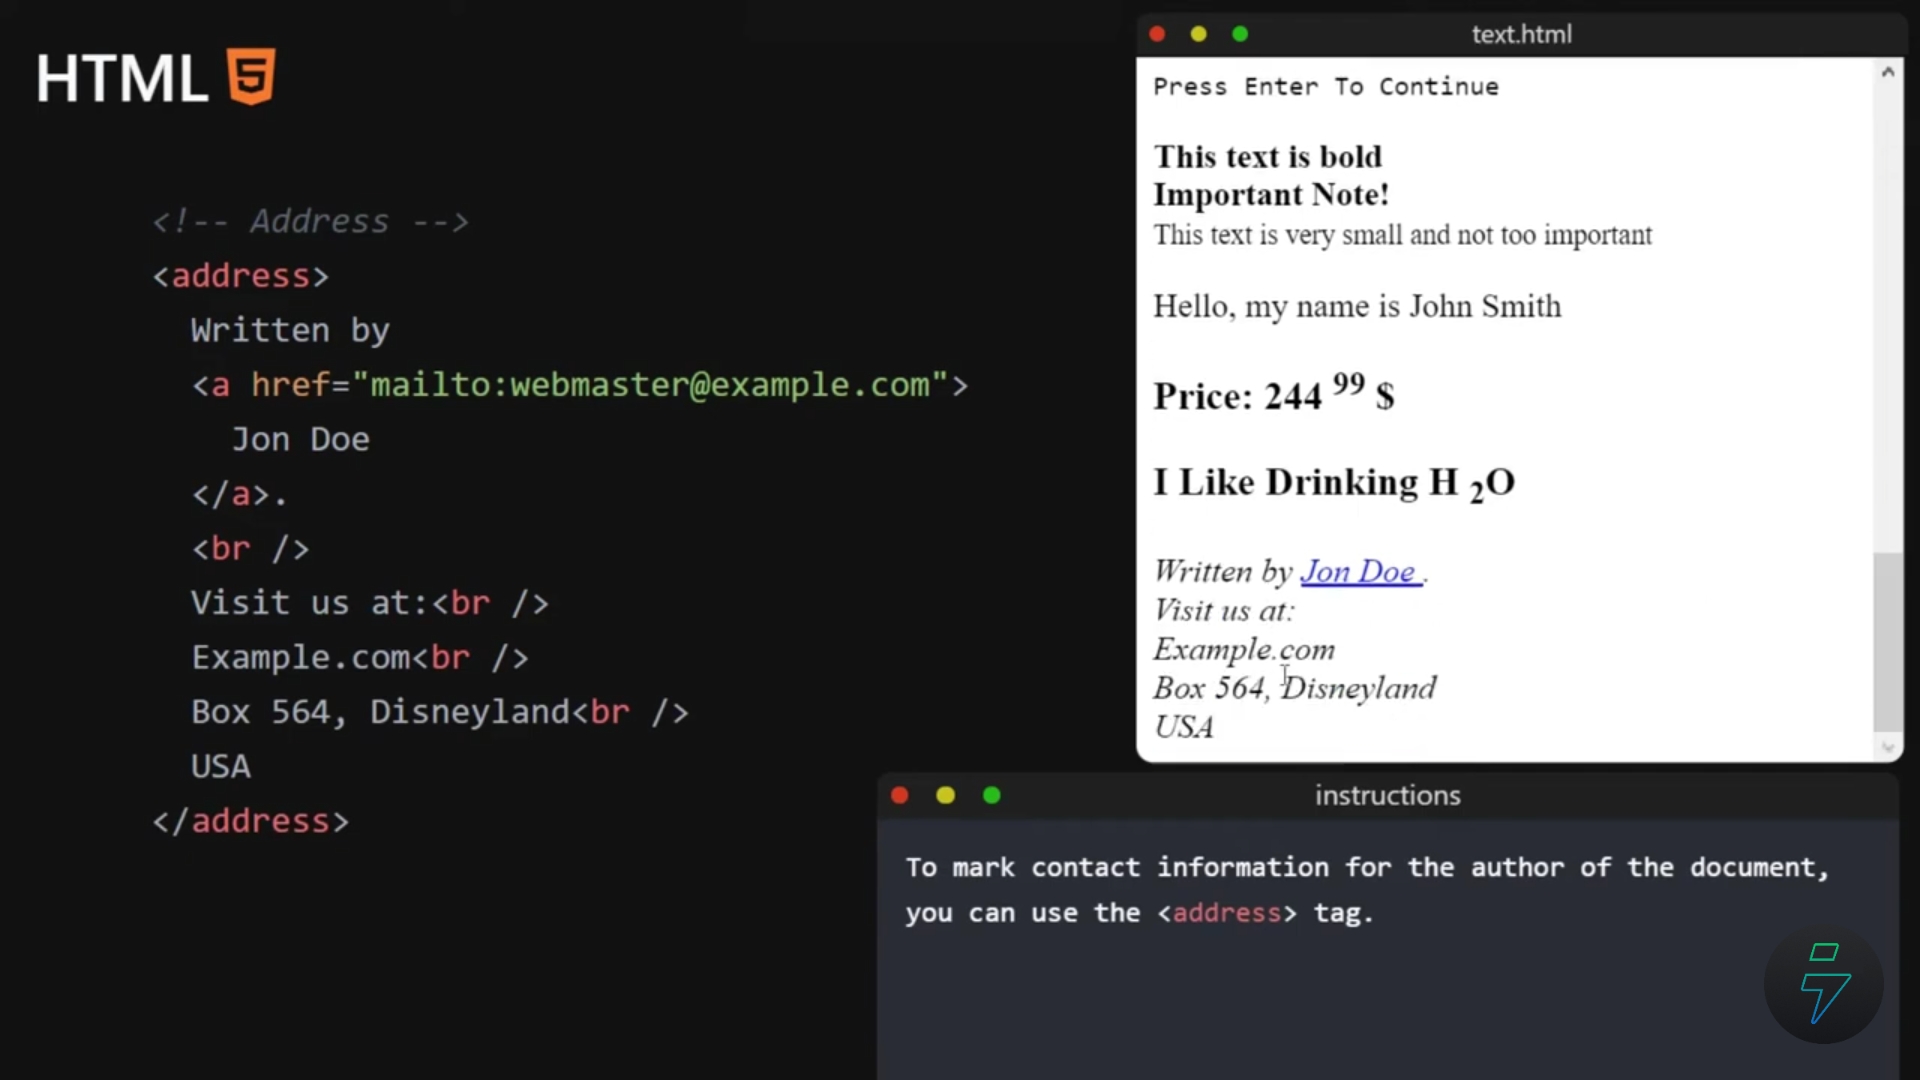 HTML 5
<!-- Address -->
<address>
Written by
<a href="mailto:webmaster@example.com">
Jon Doe
</a>.
<br />
Visit us at:<br />
Example.com<br />
Box 564, Disneyland<br />
USA
</address>
text.html
Press Enter To Continue
This text is bold
Important Note!
This text is very small and not too important
Hello, my name is John Smith
Price: 244 99 $
I Like Drinking H 2O
Written by Jon Doe .
Visit us at:
Example.com
Box 564, Disneyland
USA
instructions
To mark contact information for the author of the document,
you can use the <address> tag.